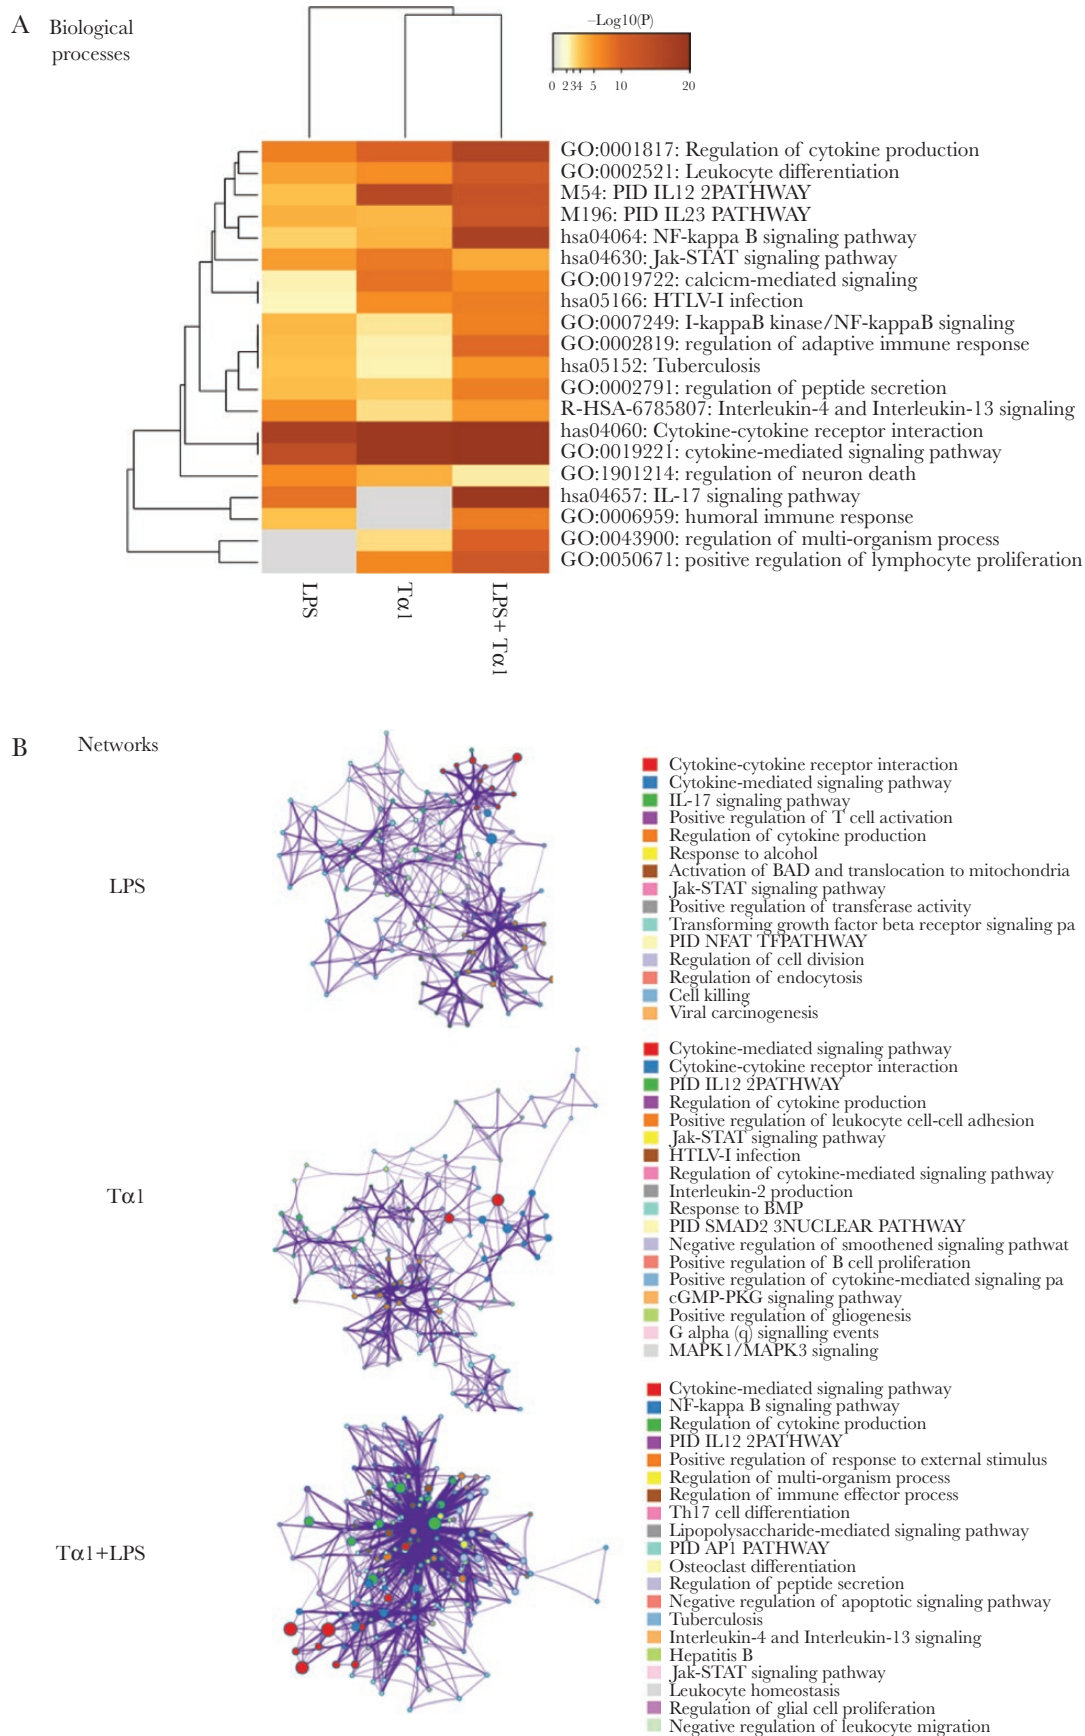 A Biological
processes
–Log10(P)
0 2 3 4 5 10 20
GO:0001817: Regulation of cytokine production
GO:0002521: Leukocyte differentiation
M54: PID IL12 2PATHWAY
M196: PID IL23 PATHWAY
hsa04064: NF-kappa B signaling pathway
hsa04630: Jak-STAT signaling pathway
GO:0019722: calcicm-mediated signaling
hsa05166: HTLV-I infection
GO:0007249: I-kappaB kinase/NF-kappaB signaling
GO:0002819: regulation of adaptive immune response
hsa05152: Tuberculosis
GO:0002791: regulation of peptide secretion
R-HSA-6785807: Interleukin-4 and Interleukin-13 signaling
has04060: Cytokine-cytokine receptor interaction
GO:0019221: cytokine-mediated signaling pathway
GO:1901214: regulation of neuron death
hsa04657: IL-17 signaling pathway
GO:0006959: humoral immune response
GO:0043900: regulation of multi-organism process
GO:0050671: positive regulation of lymphocyte proliferation
LPS
Tα1
LPS+ Tα1
B Networks
LPS
Cytokine-cytokine receptor interaction
Cytokine-mediated signaling pathway
IL-17 signaling pathway
Positive regulation of T cell activation
Regulation of cytokine production
Response to alcohol
Activation of BAD and translocation to mitochondria
Jak-STAT signaling pathway
Positive regulation of transferase activity
Transforming growth factor beta receptor signaling pa
PID NFAT TFPATHWAY
Regulation of cell division
Regulation of endocytosis
Cell killing
Viral carcinogenesis
Tα1
Cytokine-mediated signaling pathway
Cytokine-cytokine receptor interaction
PID IL12 2PATHWAY
Regulation of cytokine production
Positive regulation of leukocyte cell-cell adhesion
Jak-STAT signaling pathway
HTLV-I infection
Regulation of cytokine-mediated signaling pathway
Interleukin-2 production
Response to BMP
PID SMAD2 3NUCLEAR PATHWAY
Negative regulation of smoothened signaling pathwat
Positive regulation of B cell proliferation
Positive regulation of cytokine-mediated signaling pa
cGMP-PKG signaling pathway
Positive regulation of gliogenesis
G alpha (q) signalling events
MAPK1/MAPK3 signaling
Tα1+LPS
Cytokine-mediated signaling pathway
NF-kappa B signaling pathway
Regulation of cytokine production
PID IL12 2PATHWAY
Positive regulation of response to external stimulus
Regulation of multi-organism process
Regulation of immune effector process
Th17 cell differentiation
Lipopolysaccharide-mediated signaling pathway
PID AP1 PATHWAY
Osteoclast differentiation
Regulation of peptide secretion
Negative regulation of apoptotic signaling pathway
Tuberculosis
Interleukin-4 and Interleukin-13 signaling
Hepatitis B
Jak-STAT signaling pathway
Leukocyte homeostasis
Regulation of glial cell proliferation
Negative regulation of leukocyte migration